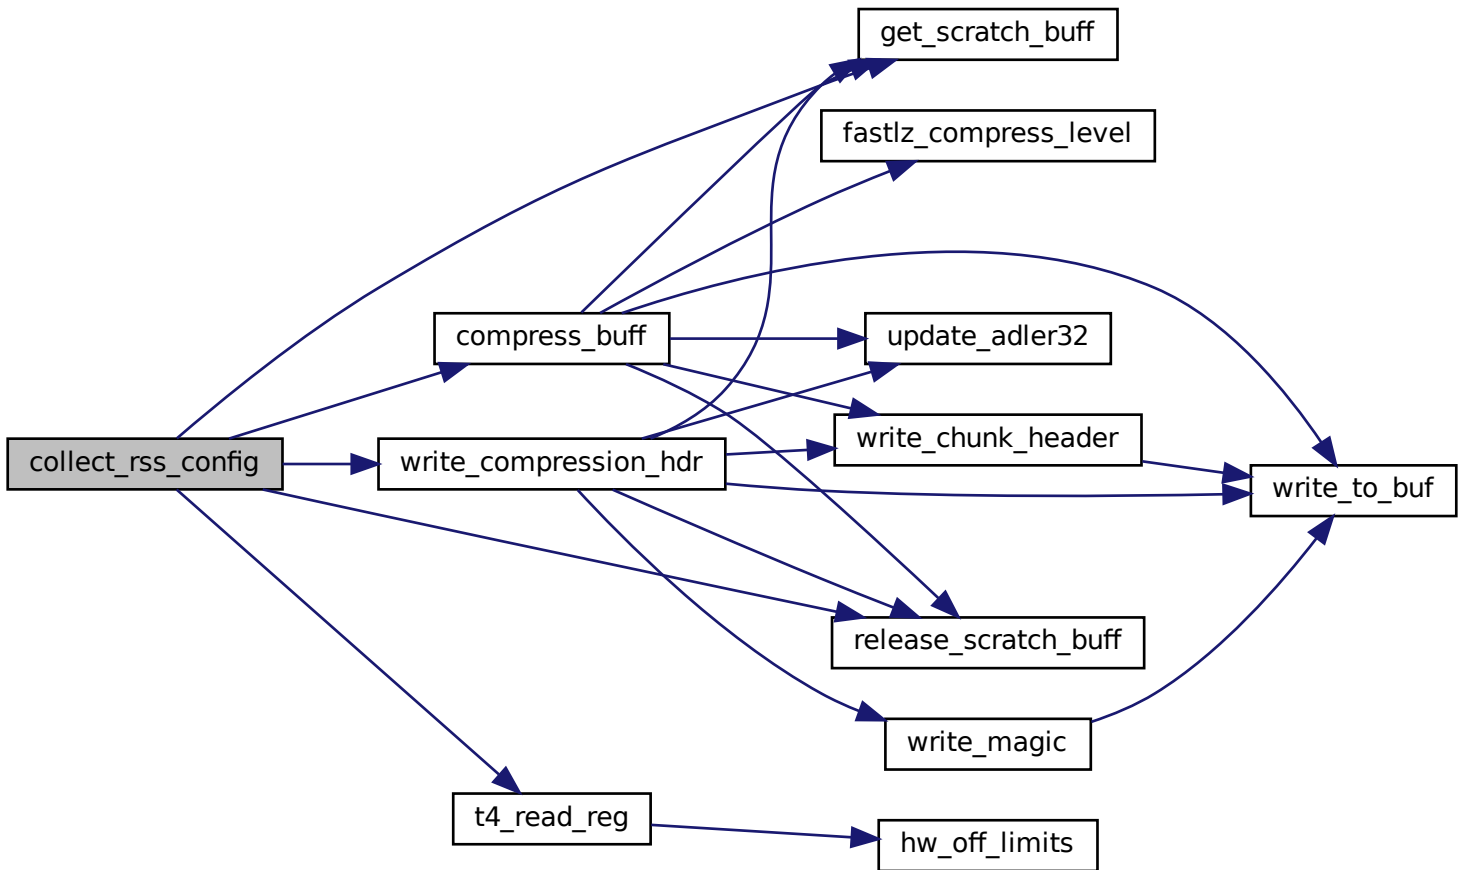 get_scratch_buff
fastlz_compress_level
compress_buff
update_adler32
write_chunk_header
collect_rss_config
write_compression_hdr
write_to_buf
release_scratch_buff
write_magic
t4_read_reg
hw_off_limits